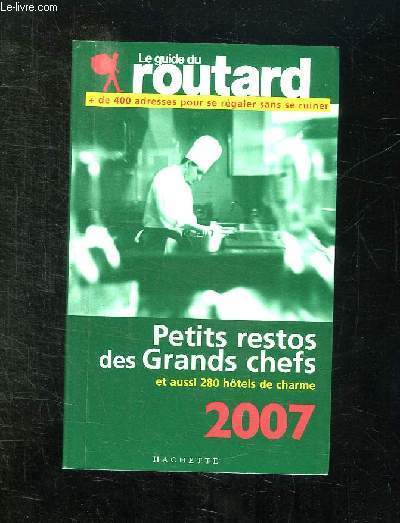 Le-livre.com
Le guide du
routard
+ de 400 adresses pour se régaler sans se ruiner
Petits restos
des Grands chefs
et aussi 280 hôtels de charme
2007
HACHETTE